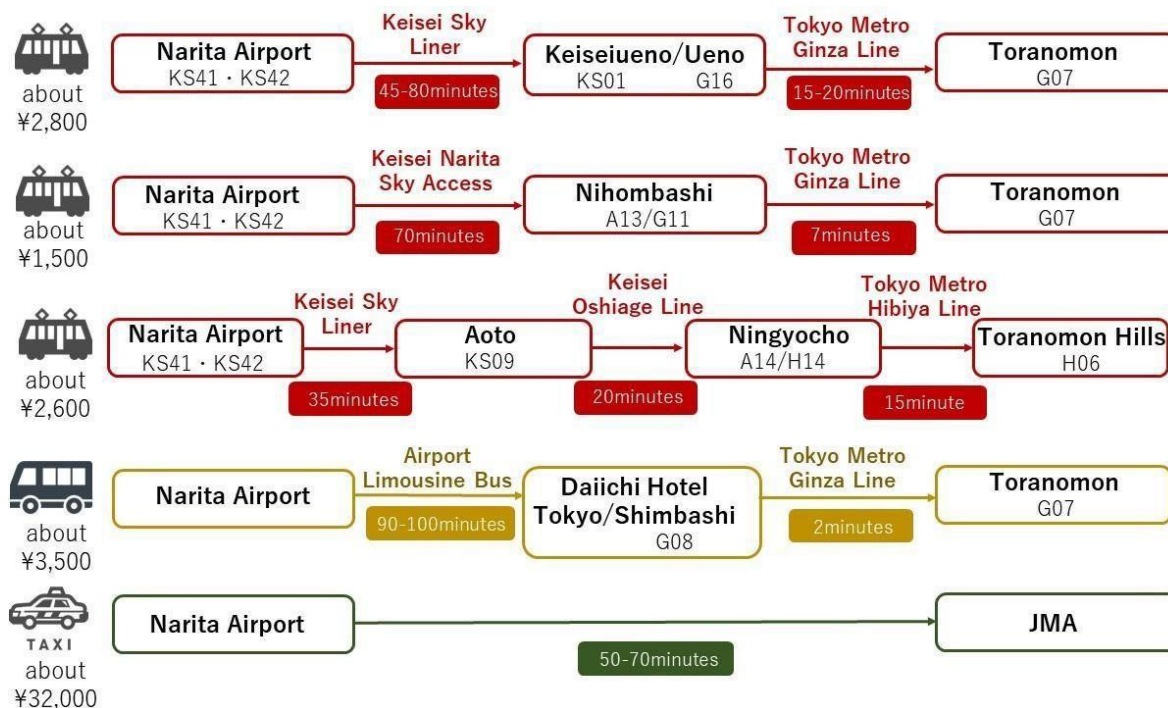 about
¥2,800
Narita Airport
KS41・KS42
Keisei Sky
Liner
45-80minutes
Keiseiueno/Ueno
KS01 G16
Tokyo Metro
Ginza Line
15-20minutes
Toranomon
G07
about
¥1,500
Narita Airport
KS41・KS42
Keisei Narita
Sky Access
70minutes
Nihombashi
A13/G11
Tokyo Metro
Ginza Line
7minutes
Toranomon
G07
about
¥2,600
Narita Airport
KS41・KS42
Keisei Sky
Liner
35minutes
Aoto
KS09
Keisei
Oshiage Line
20minutes
Ningyocho
A14/H14
Tokyo Metro
Hibiya Line
15minute
Toranomon Hills
H06
about
¥3,500
Narita Airport
Airport
Limousine Bus
90-100minutes
Daiichi Hotel
Tokyo/Shimbashi
G08
Tokyo Metro
Ginza Line
2minutes
Toranomon
G07
TAXI
about
¥32,000
Narita Airport
50-70minutes
JMA